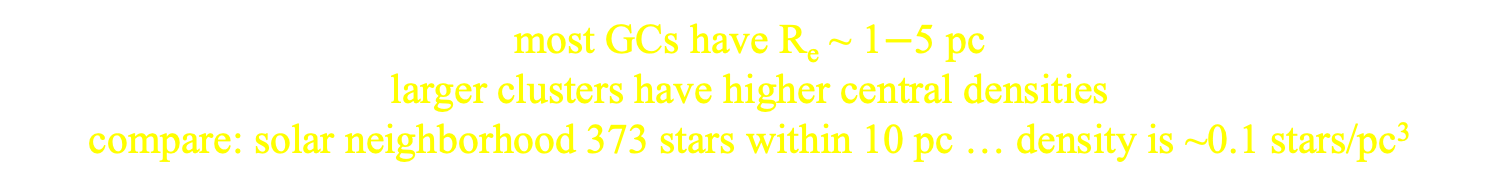 most GCs have Rₑ ~ 1−5 pc
larger clusters have higher central densities
compare: solar neighborhood 373 stars within 10 pc … density is ~0.1 stars/pc³